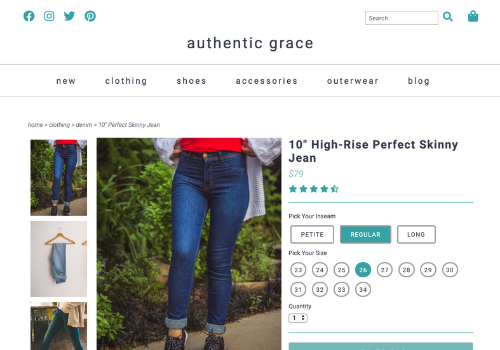 Search
authentic grace
new clothing shoes accessories outerwear blog
home > clothing > denim > 10" Perfect Skinny Jean
10" High-Rise Perfect Skinny
Jean
$79
Pick Your Inseam
PETITE REGULAR LONG
Pick Your Size
23 24 25 26 27 28 29 30
31 32 33 34
Quantity
1